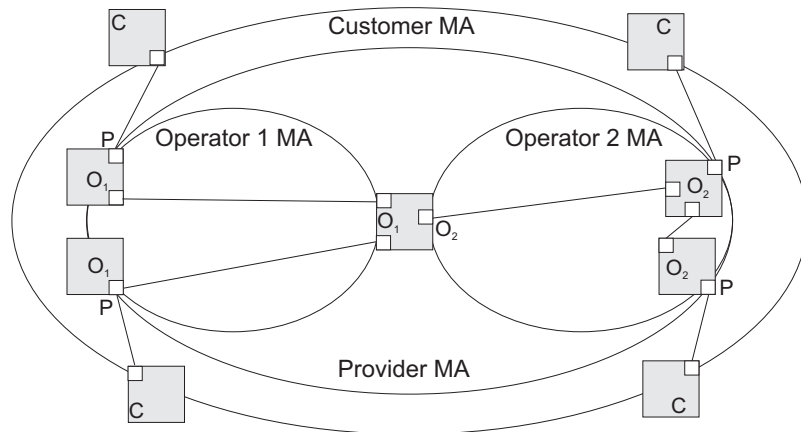 C
Customer MA
C
P
Operator 1 MA
Operator 2 MA
P
O1
O2
O1
O2
O1
O2
P
P
Provider MA
C
C